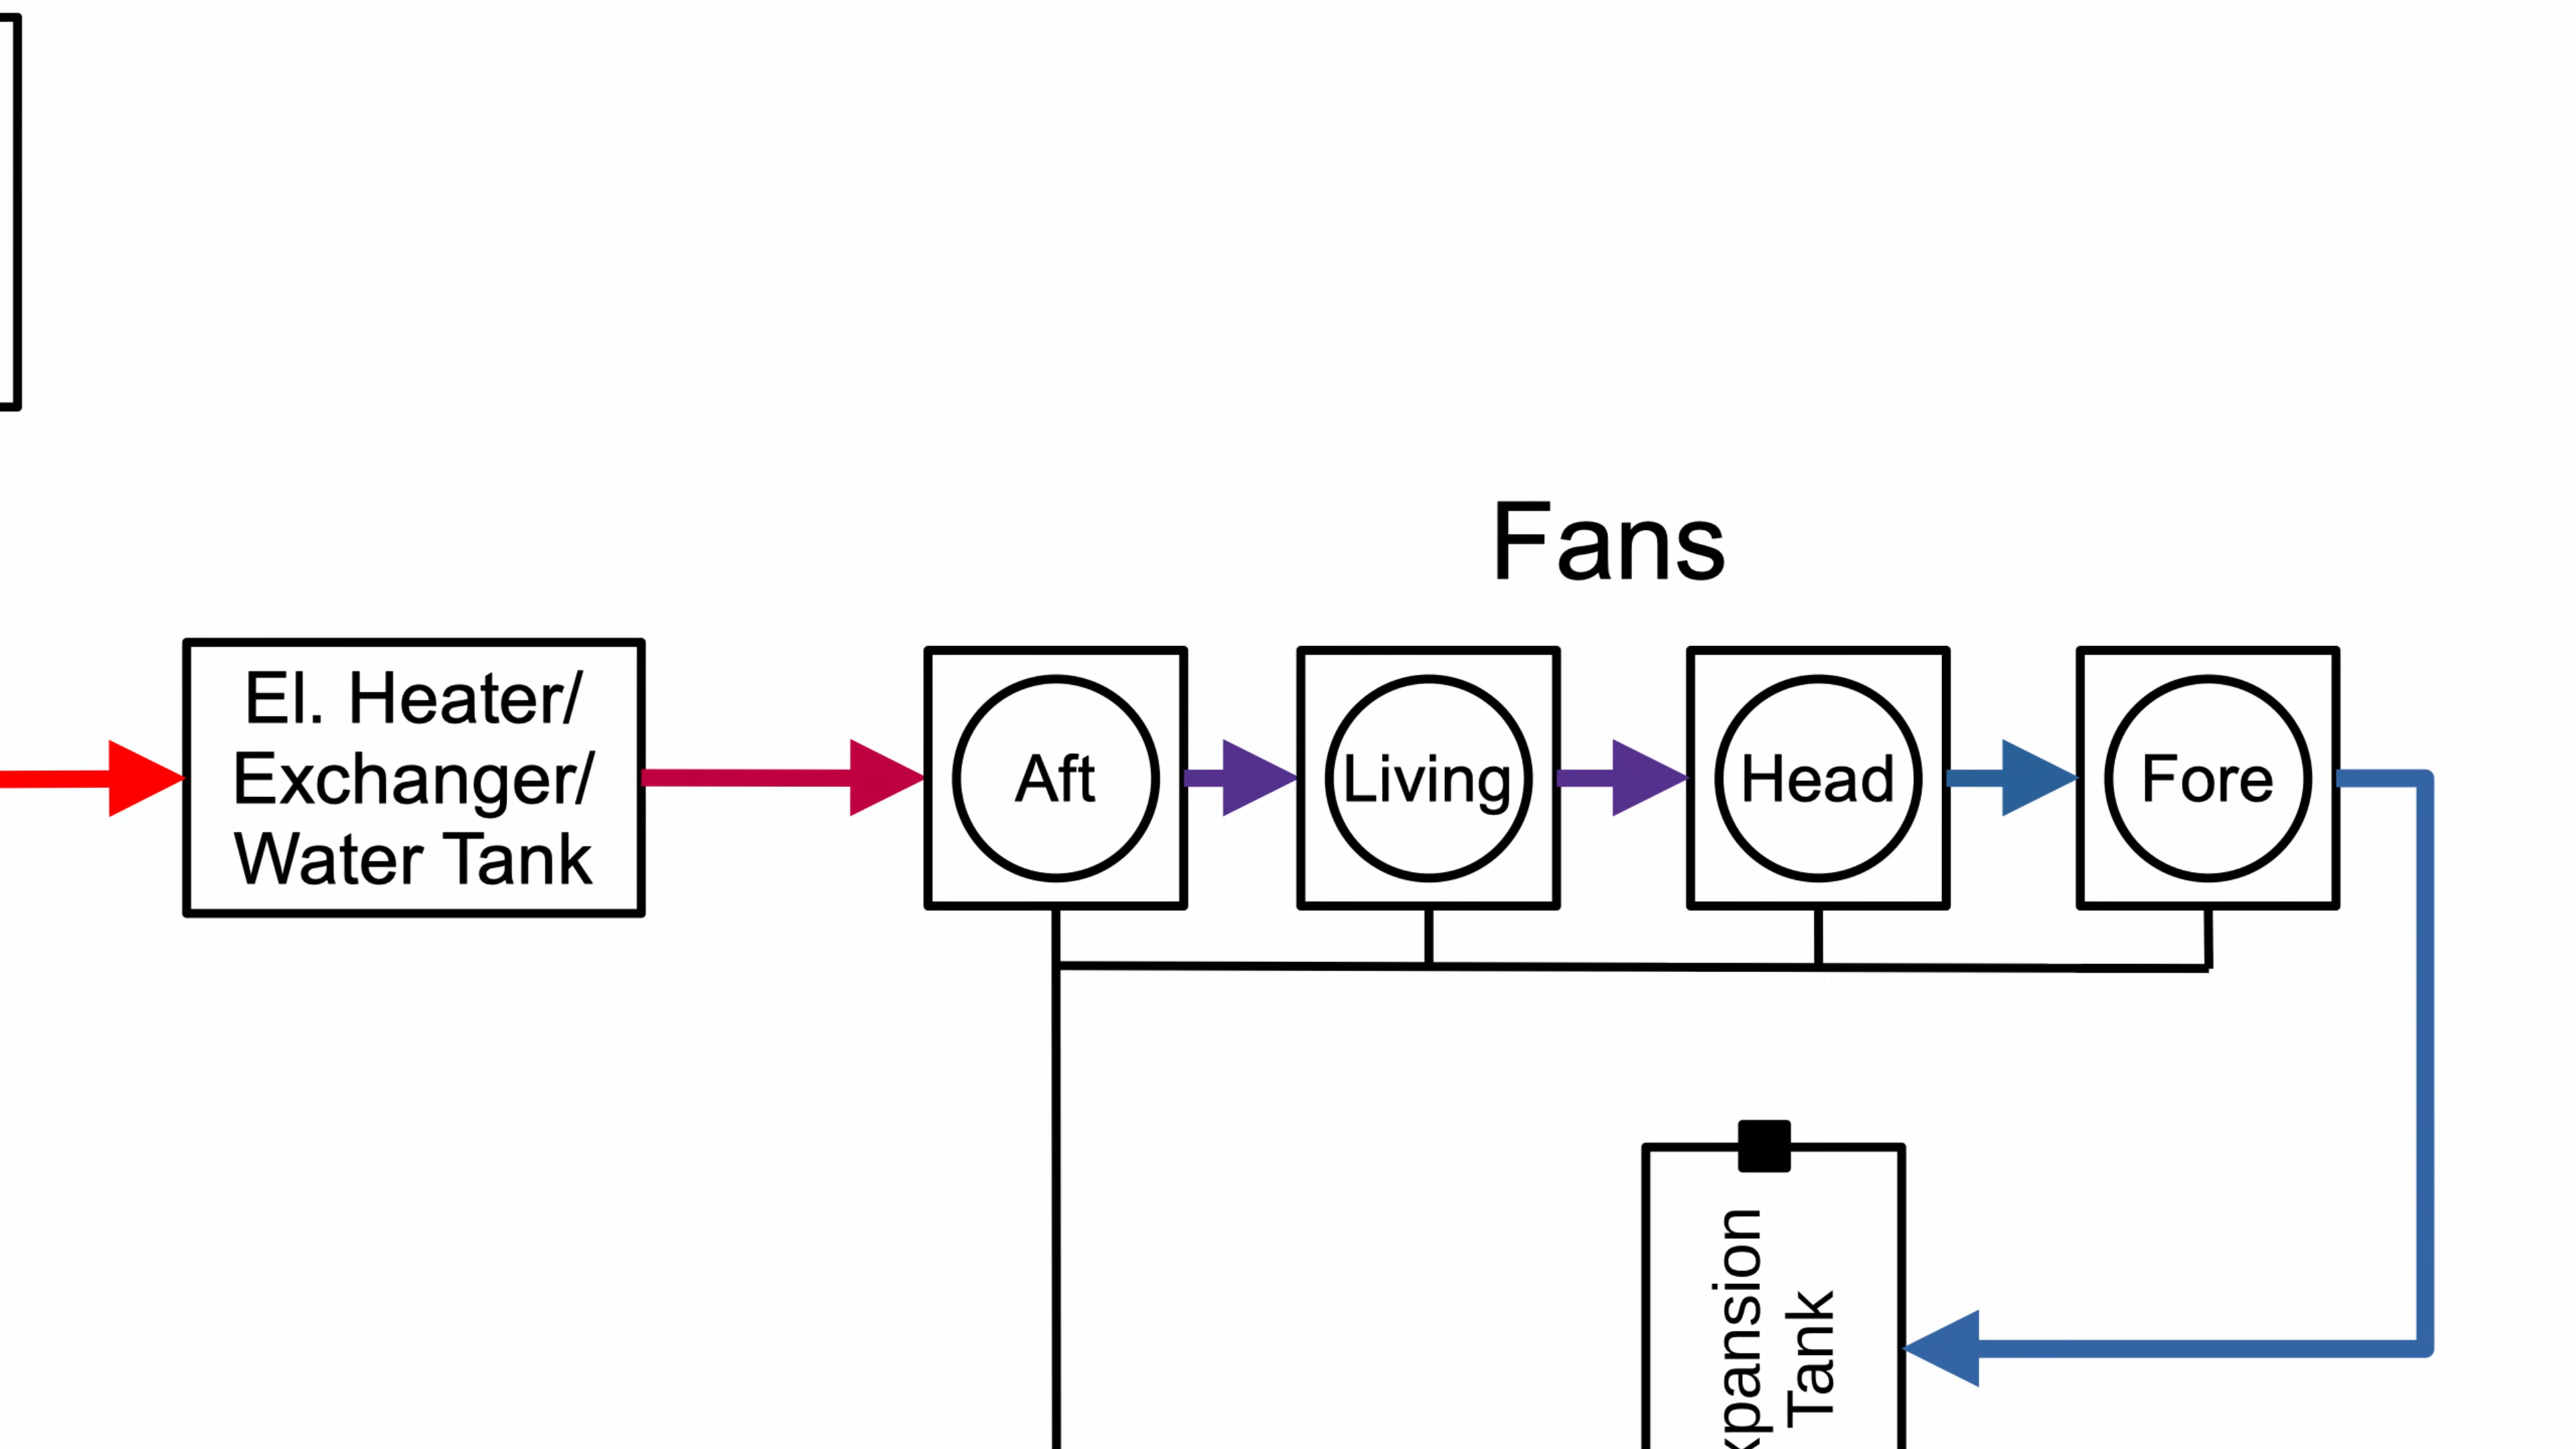 Fans
El. Heater/
Exchanger/
Water Tank
Aft
Living
Head
Fore
Tank